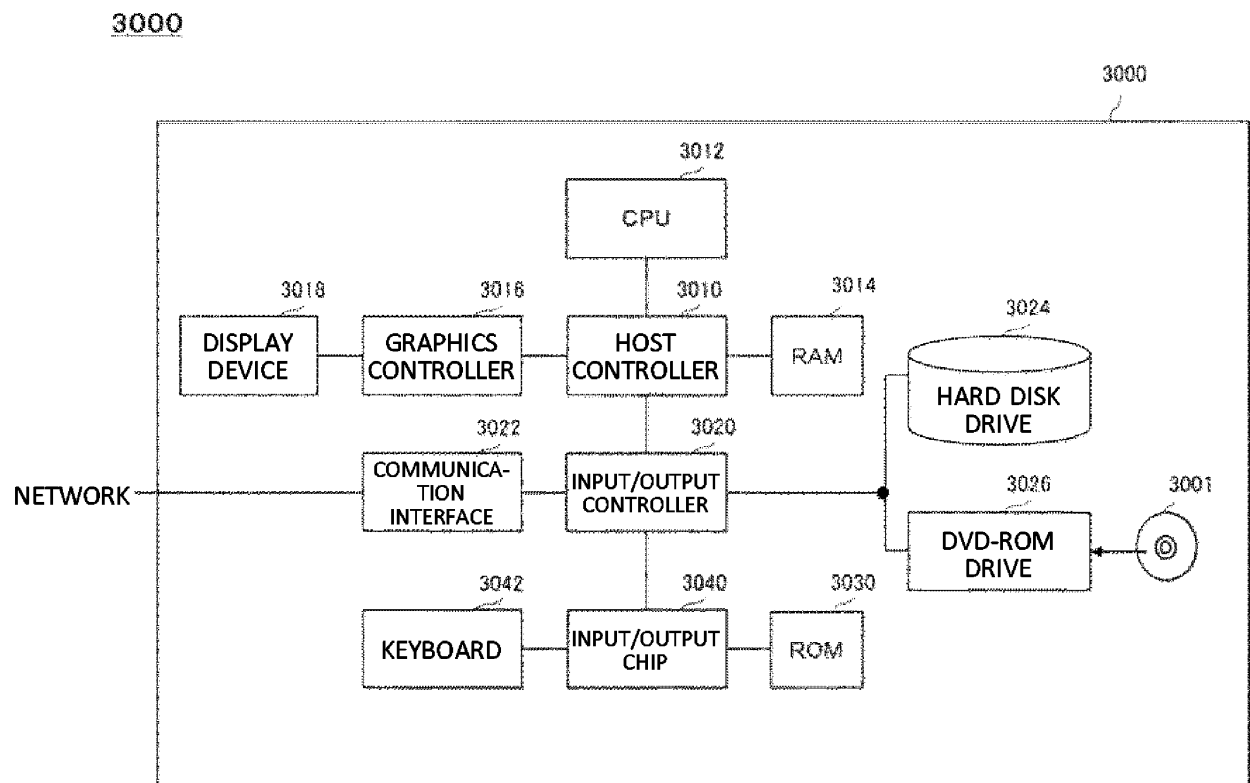 3000
3000
3012
CPU
3018
3016
3010
3014
3024
DISPLAY
DEVICE
GRAPHICS
CONTROLLER
HOST
CONTROLLER
RAM
HARD DISK
DRIVE
3022
3020
3026
3001
NETWORK
COMMUNICA-
TION
INTERFACE
INPUT/OUTPUT
CONTROLLER
DVD-ROM
DRIVE
3042
3040
3030
KEYBOARD
INPUT/OUTPUT
CHIP
ROM